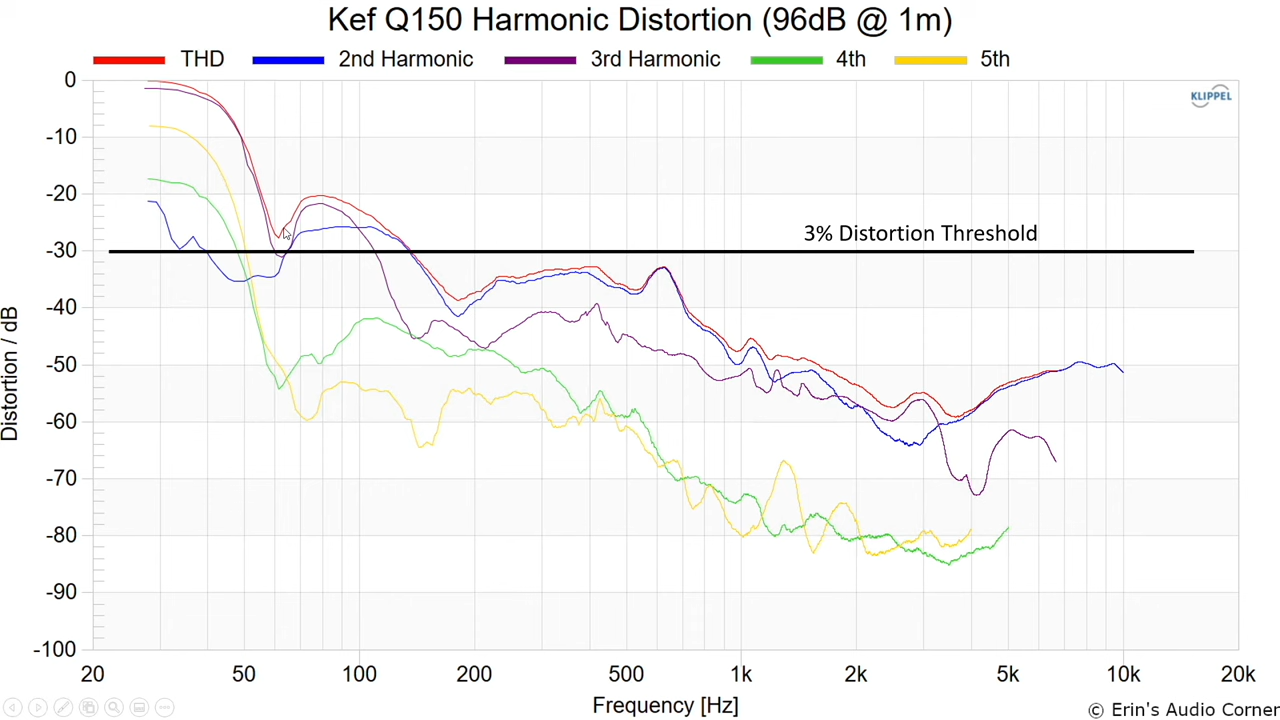 Kef Q150 Harmonic Distortion (96dB @ 1m)
THD 2nd Harmonic 3rd Harmonic 4th 5th
KLIPPEL
3% Distortion Threshold
Distortion / dB
0
-10
-20
-30
-40
-50
-60
-70
-80
-90
-100
20 50 100 200 500 1k 2k 5k 10k 20k
Frequency [Hz]
© Erin's Audio Corner